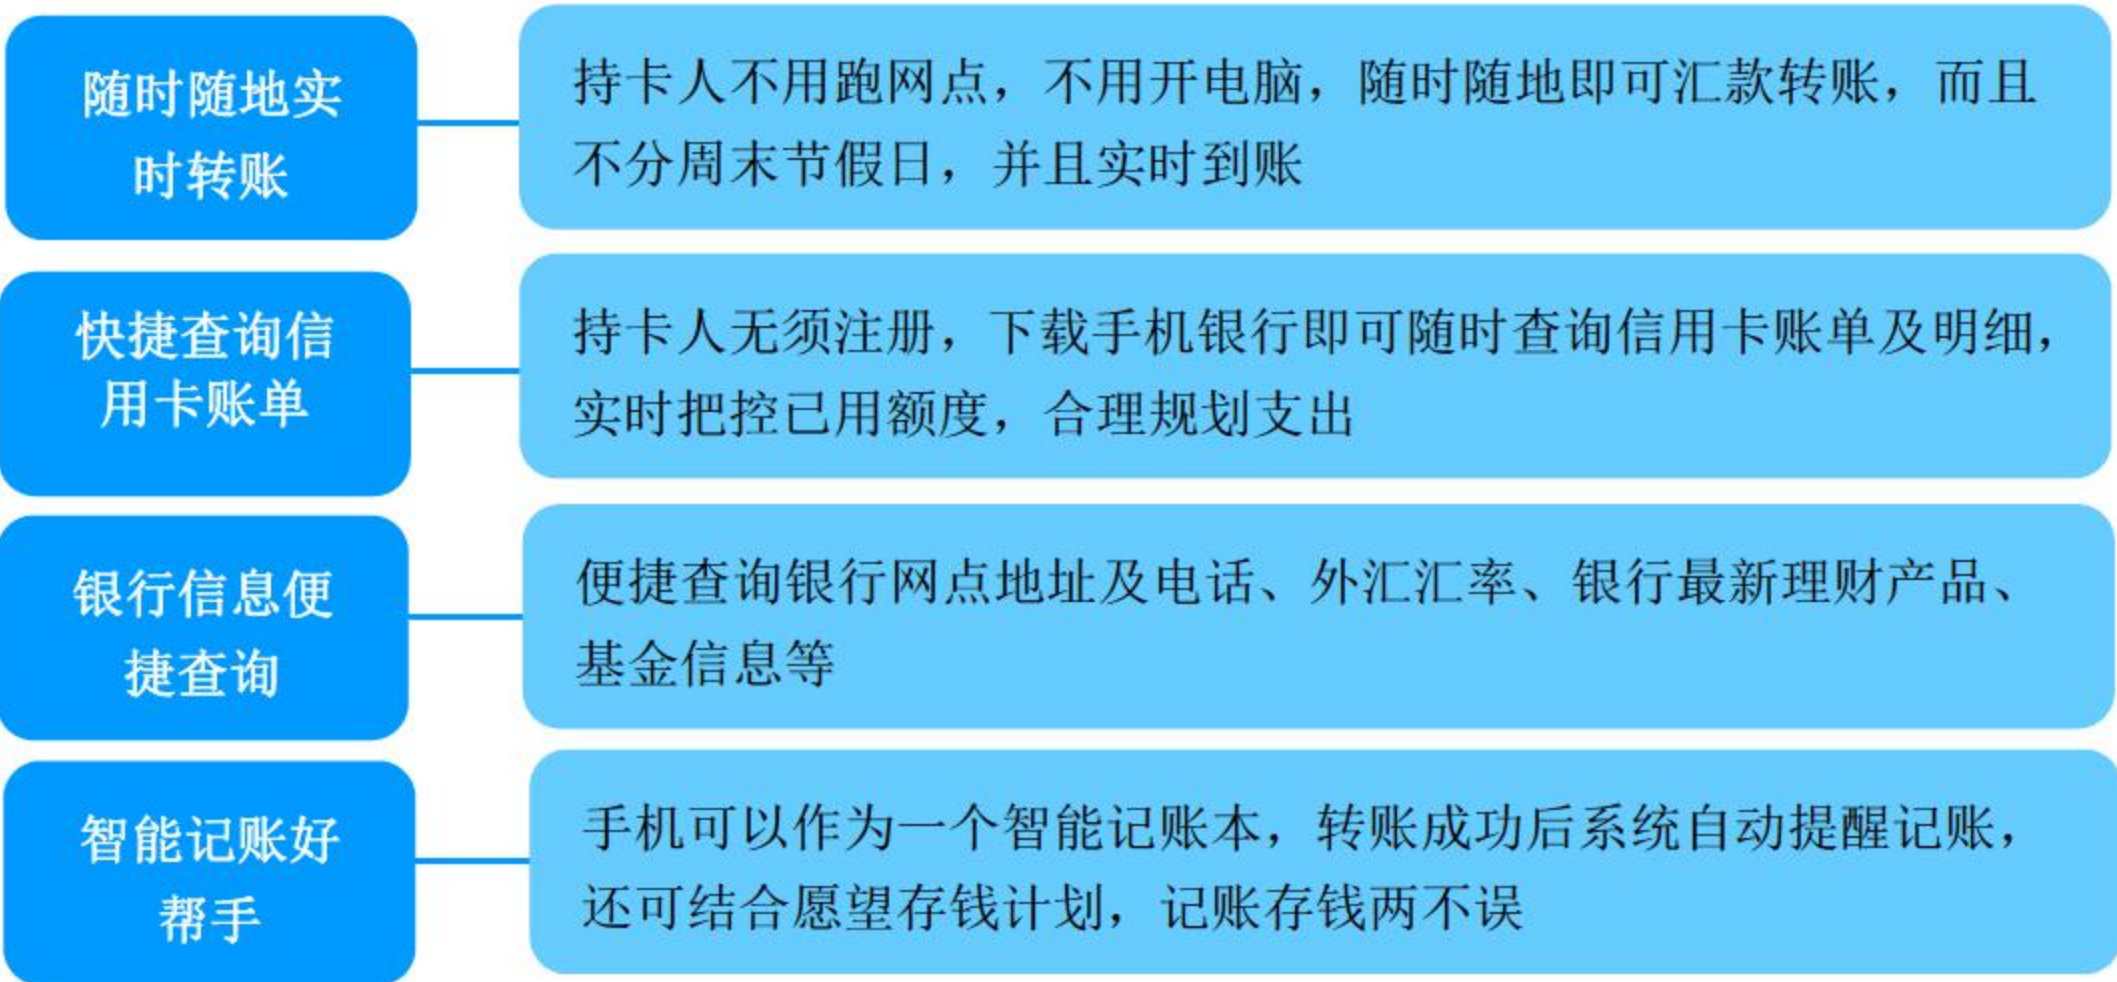 随时随地实
时转账
持卡人不用跑网点，不用开电脑，随时随地即可汇款转账，而且
不分周末节假日，并且实时到账
快捷查询信
用卡账单
持卡人无须注册，下载手机银行即可随时查询信用卡账单及明细，
实时把控已用额度，合理规划支出
银行信息便
捷查询
便捷查询银行网点地址及电话、外汇汇率、银行最新理财产品、
基金信息等
智能记账好
帮手
手机可以作为一个智能记账本，转账成功后系统自动提醒记账，
还可结合愿望存钱计划，记账存钱两不误